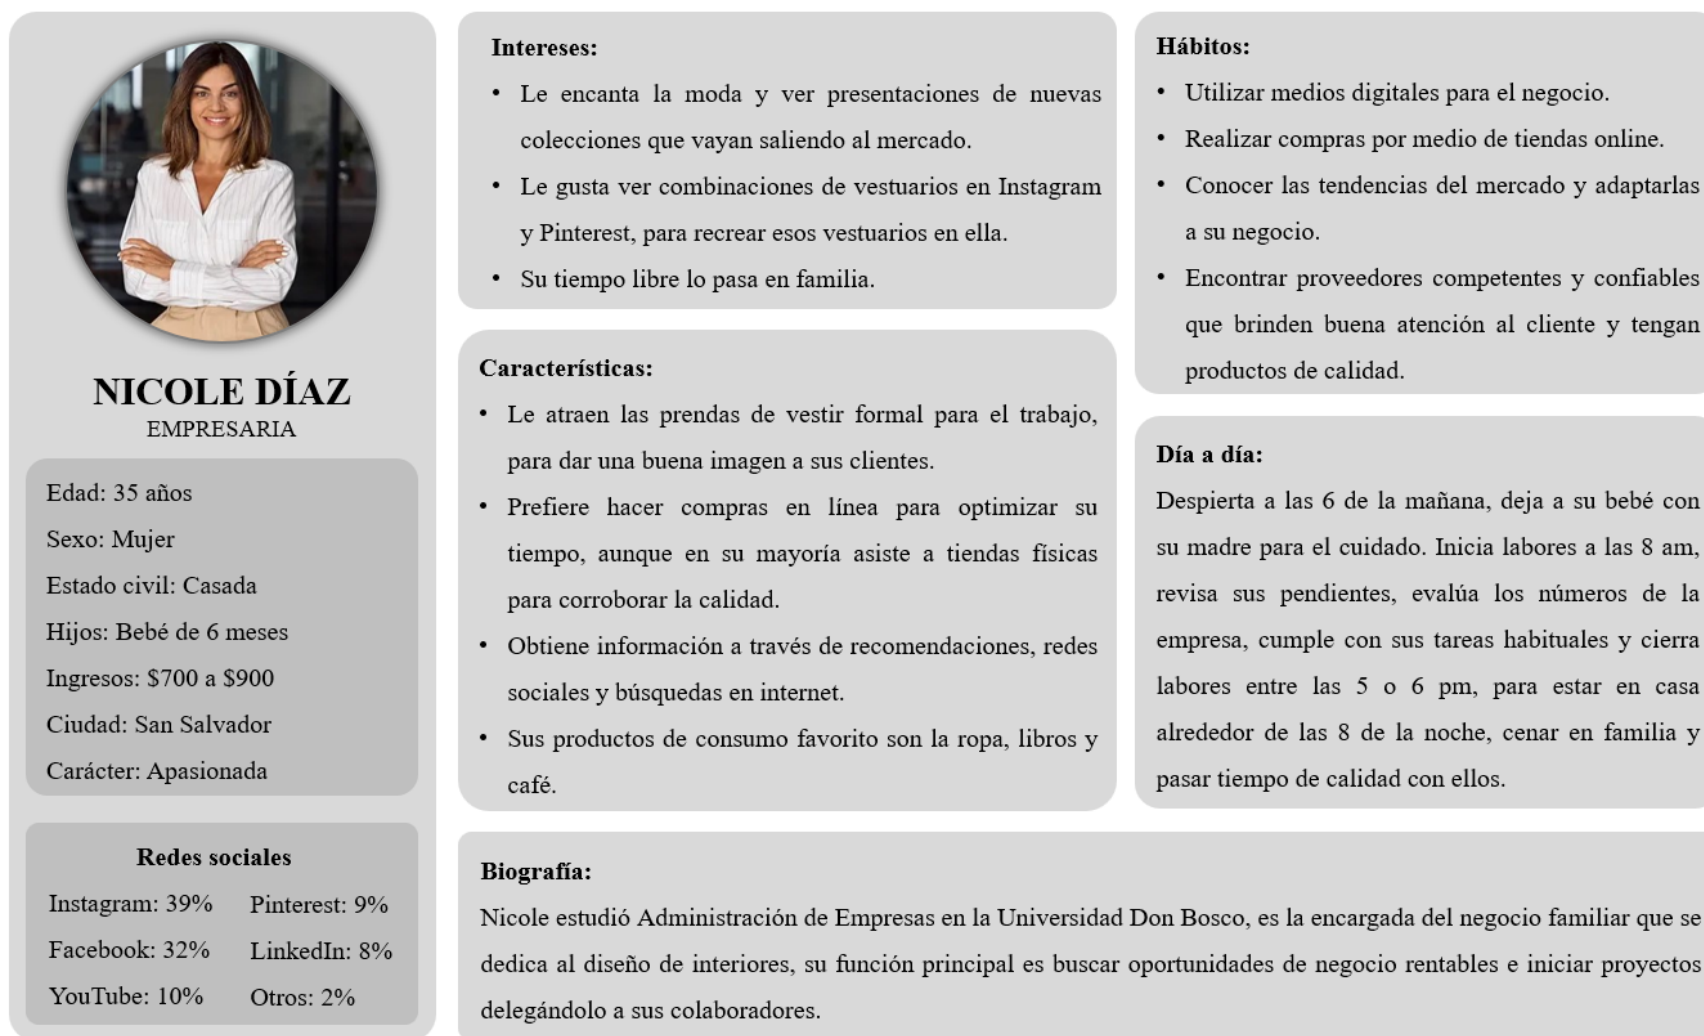 NICOLE DÍAZ
EMPRESARIA
Edad: 35 años
Sexo: Mujer
Estado civil: Casada
Hijos: Bebé de 6 meses
Ingresos: $700 a $900
Ciudad: San Salvador
Carácter: Apasionada
Redes sociales
Instagram: 39% Pinterest: 9%
Facebook: 32% LinkedIn: 8%
YouTube: 10% Otros: 2%
Intereses:
• Le encanta la moda y ver presentaciones de nuevas
colecciones que vayan saliendo al mercado.
• Le gusta ver combinaciones de vestuarios en Instagram
y Pinterest, para recrear esos vestuarios en ella.
• Su tiempo libre lo pasa en familia.
Características:
• Le atraen las prendas de vestir formal para el trabajo,
para dar una buena imagen a sus clientes.
• Prefiere hacer compras en línea para optimizar su
tiempo, aunque en su mayoría asiste a tiendas físicas
para corroborar la calidad.
• Obtiene información a través de recomendaciones, redes
sociales y búsquedas en internet.
• Sus productos de consumo favorito son la ropa, libros y
café.
Hábitos:
• Utilizar medios digitales para el negocio.
• Realizar compras por medio de tiendas online.
• Conocer las tendencias del mercado y adaptarlas
a su negocio.
• Encontrar proveedores competentes y confiables
que brinden buena atención al cliente y tengan
productos de calidad.
Día a día:
Despierta a las 6 de la mañana, deja a su bebé con
su madre para el cuidado. Inicia labores a las 8 am,
revisa sus pendientes, evalúa los números de la
empresa, cumple con sus tareas habituales y cierra
labores entre las 5 o 6 pm, para estar en casa
alrededor de las 8 de la noche, cenar en familia y
pasar tiempo de calidad con ellos.
Biografía:
Nicole estudió Administración de Empresas en la Universidad Don Bosco, es la encargada del negocio familiar que se
dedica al diseño de interiores, su función principal es buscar oportunidades de negocio rentables e iniciar proyectos
delegándolo a sus colaboradores.